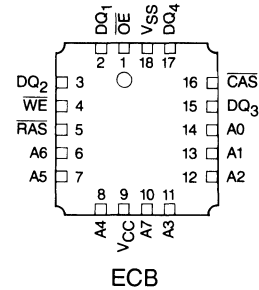 DQ1 OE VSS DQ4
2 1 18 17
DQ2 3 16 CAS
WE 4 15 DQ3
RAS 5 14 A0
A6 6 13 A1
A5 7 12 A2
8 9 10 11
A4 VCC A7 A3
ECB